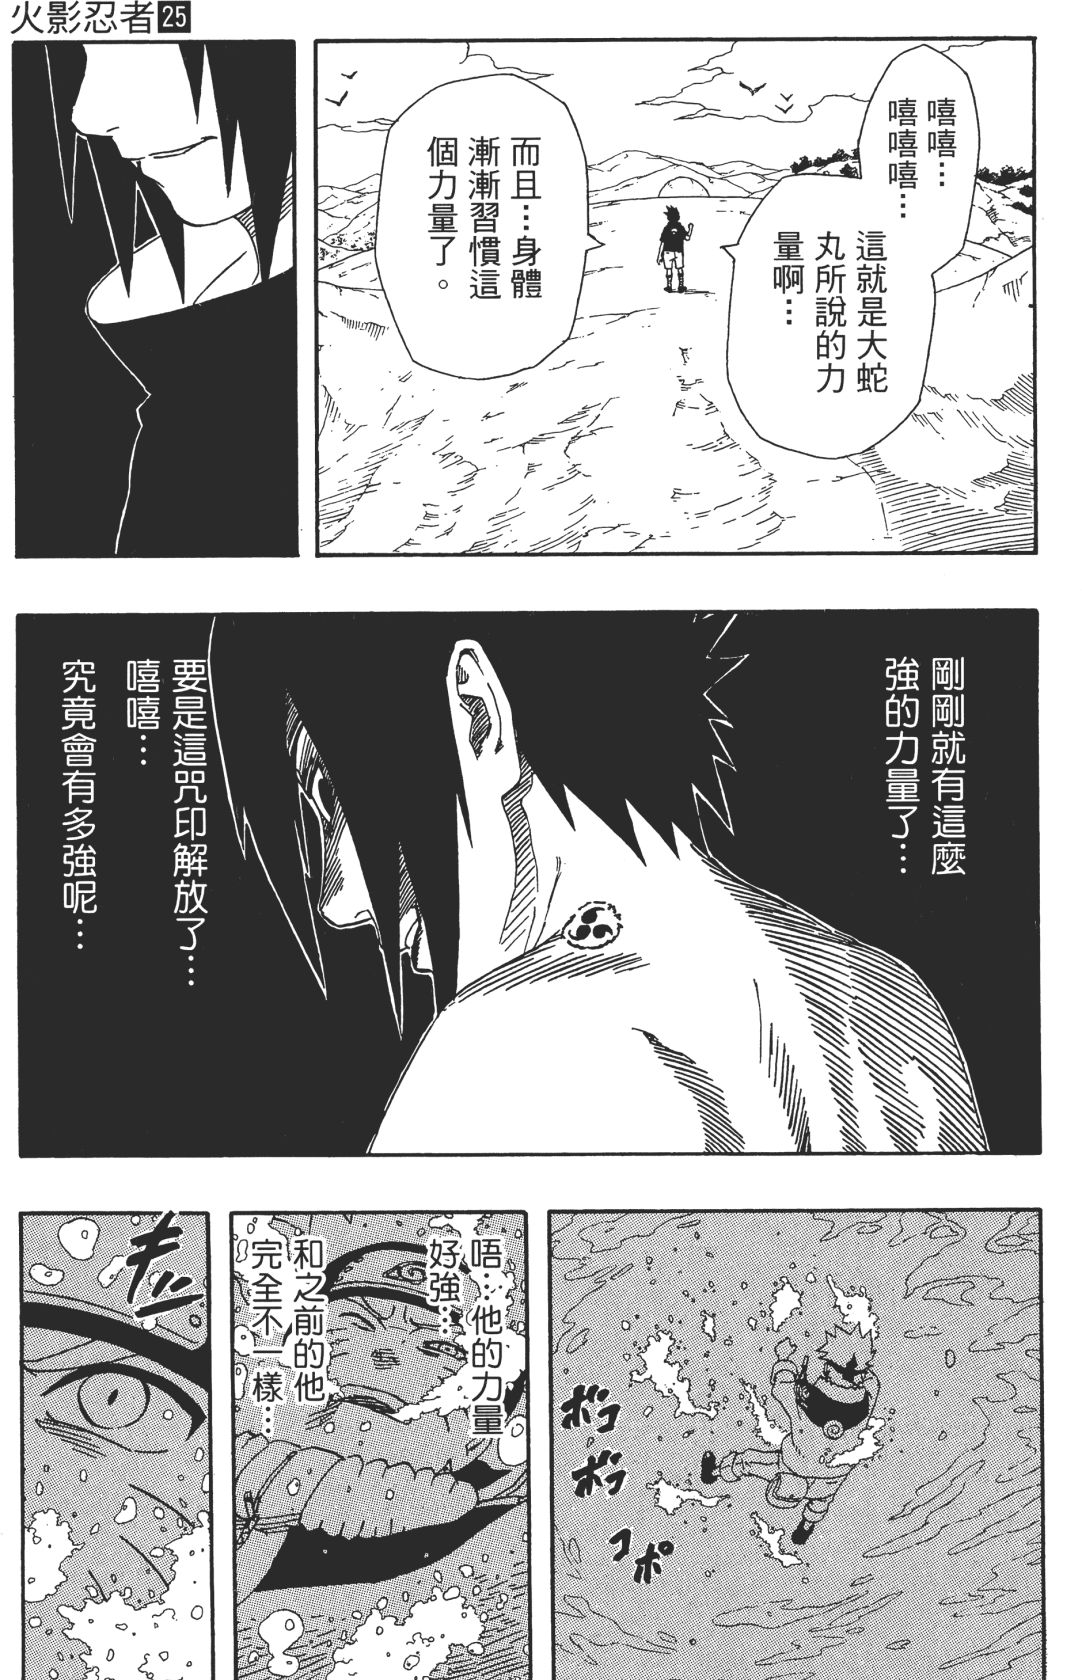 火影忍者25
嘻嘻…
嘻嘻嘻…
這就是大蛇
丸所說的力
量啊…
而且…身體
漸漸習慣這
個力量了。
剛剛就有這麼
強的力量了…
要是這咒印解放了…
嘻嘻…
究竟會有多強呢…
ボコ
ボコ
コポ
唔…他的力量
好強…
和之前的他
完全不一樣…
キッ